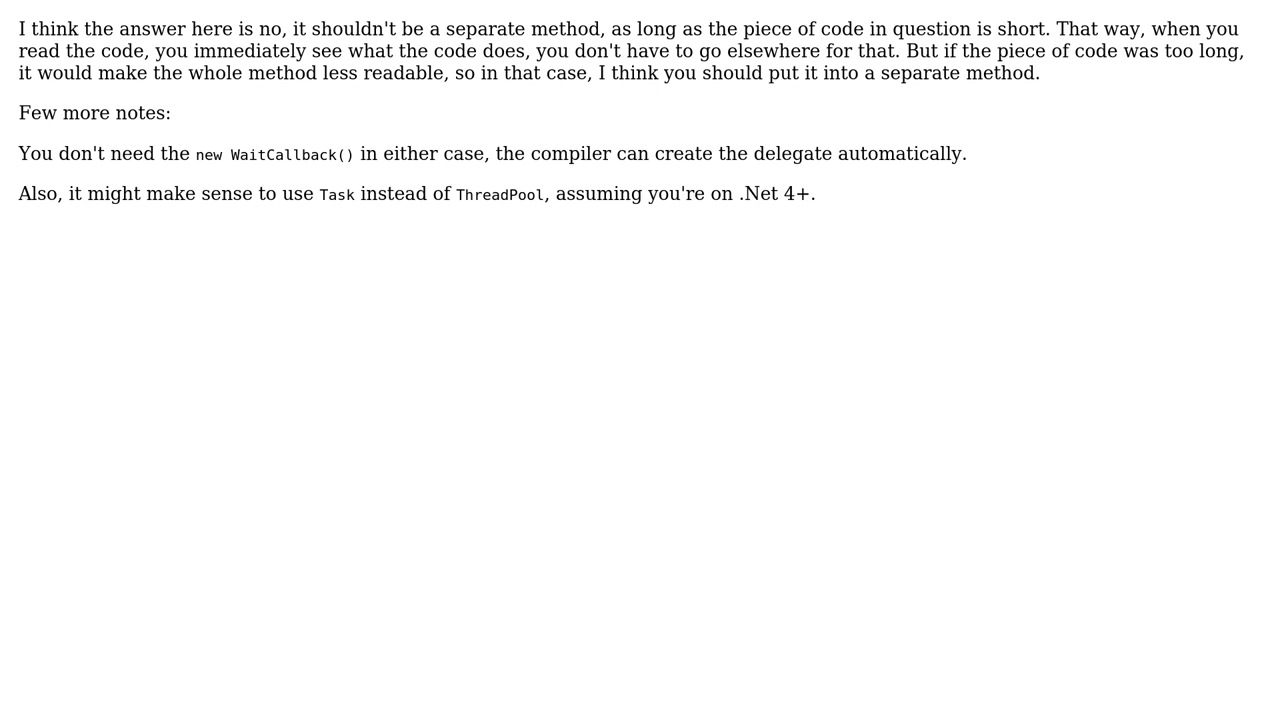 I think the answer here is no, it shouldn't be a separate method, as long as the piece of code in question is short. That way, when you
read the code, you immediately see what the code does, you don't have to go elsewhere for that. But if the piece of code was too long,
it would make the whole method less readable, so in that case, I think you should put it into a separate method.
Few more notes:
You don't need the new WaitCallback() in either case, the compiler can create the delegate automatically.
Also, it might make sense to use Task instead of ThreadPool, assuming you're on .Net 4+.